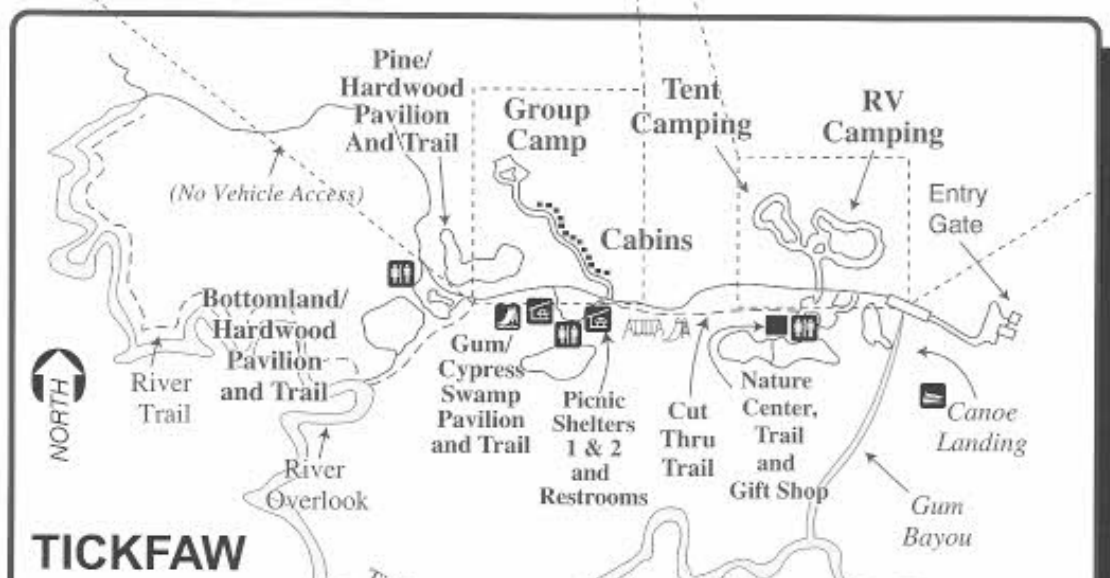 Pine/
Hardwood
Pavilion
And Trail
Group
Camp
Tent
Camping
RV
Camping
(No Vehicle Access)
Entry
Gate
Cabins
Bottomland/
Hardwood
Pavilion
and Trail
River
Trail
NORTH
Gum/
Cypress
Swamp
Pavilion
and Trail
Picnic
Shelters
1 & 2
and
Restrooms
Cut
Thru
Trail
Nature
Center,
Trail
and
Gift Shop
Canoe
Landing
River
Overlook
Gum
Bayou
TICKFAW